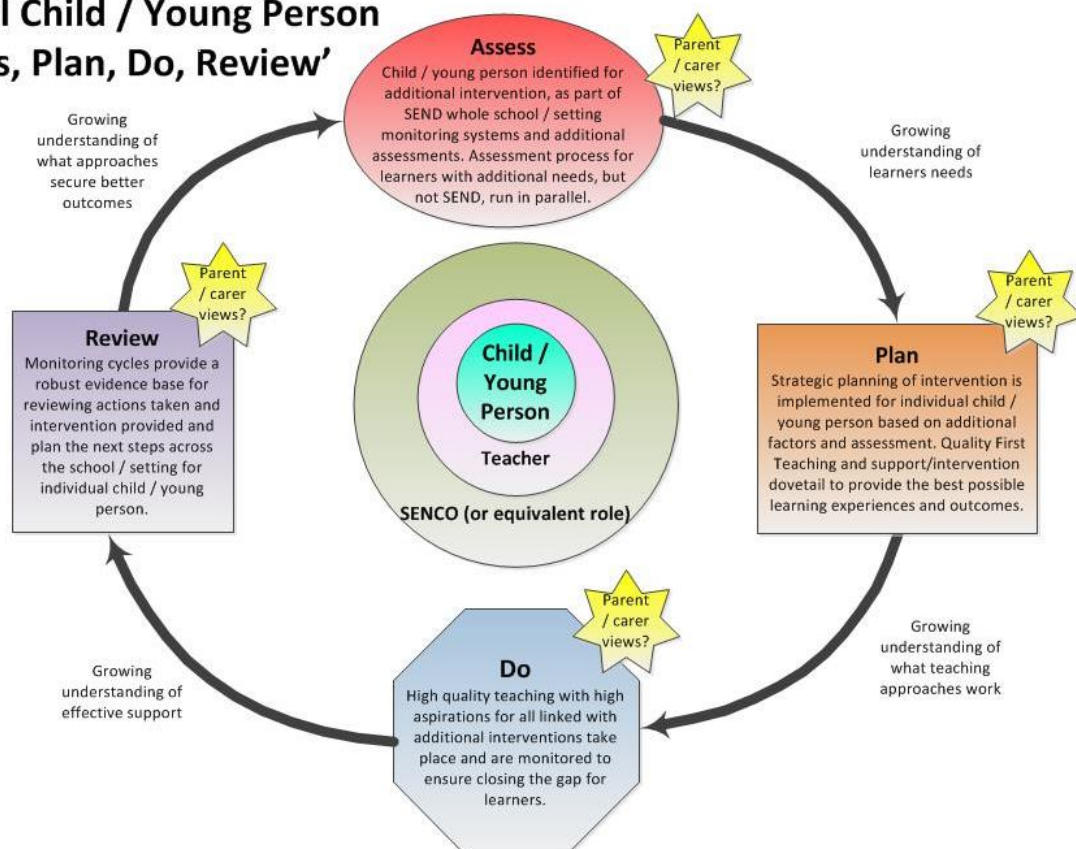 l Child / Young Person
s, Plan, Do, Review’
Assess
Child / young person identified for
additional intervention, as part of
SEND whole school / setting
monitoring systems and additional
assessments. Assessment process for
learners with additional needs, but
not SEND, run in parallel.
Parent
/ carer
views?
Growing
understanding of
learners needs
Parent
/ carer
views?
Plan
Strategic planning of intervention is
implemented for individual child /
young person based on additional
factors and assessment. Quality First
Teaching and support/intervention
dovetail to provide the best possible
learning experiences and outcomes.
Growing
understanding of
what teaching
approaches work
Parent
/ carer
views?
Do
High quality teaching with high
aspirations for all linked with
additional interventions take
place and are monitored to
ensure closing the gap for
learners.
Growing
understanding of
effective support
Parent
/ carer
views?
Review
Monitoring cycles provide a
robust evidence base for
reviewing actions taken and
intervention provided and
plan the next steps across
the school / setting for
individual child / young
person.
Growing
understanding of
what approaches
secure better
outcomes
Child /
Young
Person
Teacher
SENCO (or equivalent role)